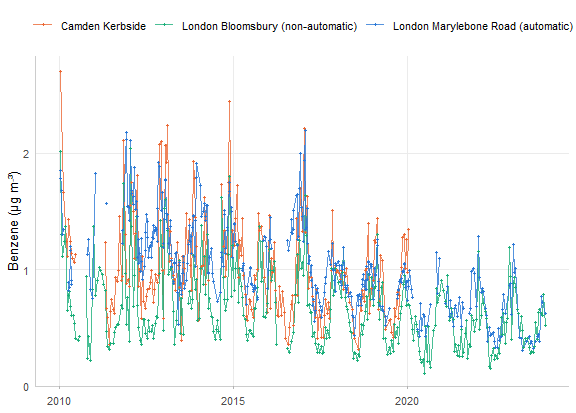 Camden Kerbside London Bloomsbury (non-automatic) London Marylebone Road (automatic)
Benzene (µg m⁻³)
2
1
0
2010 2015 2020